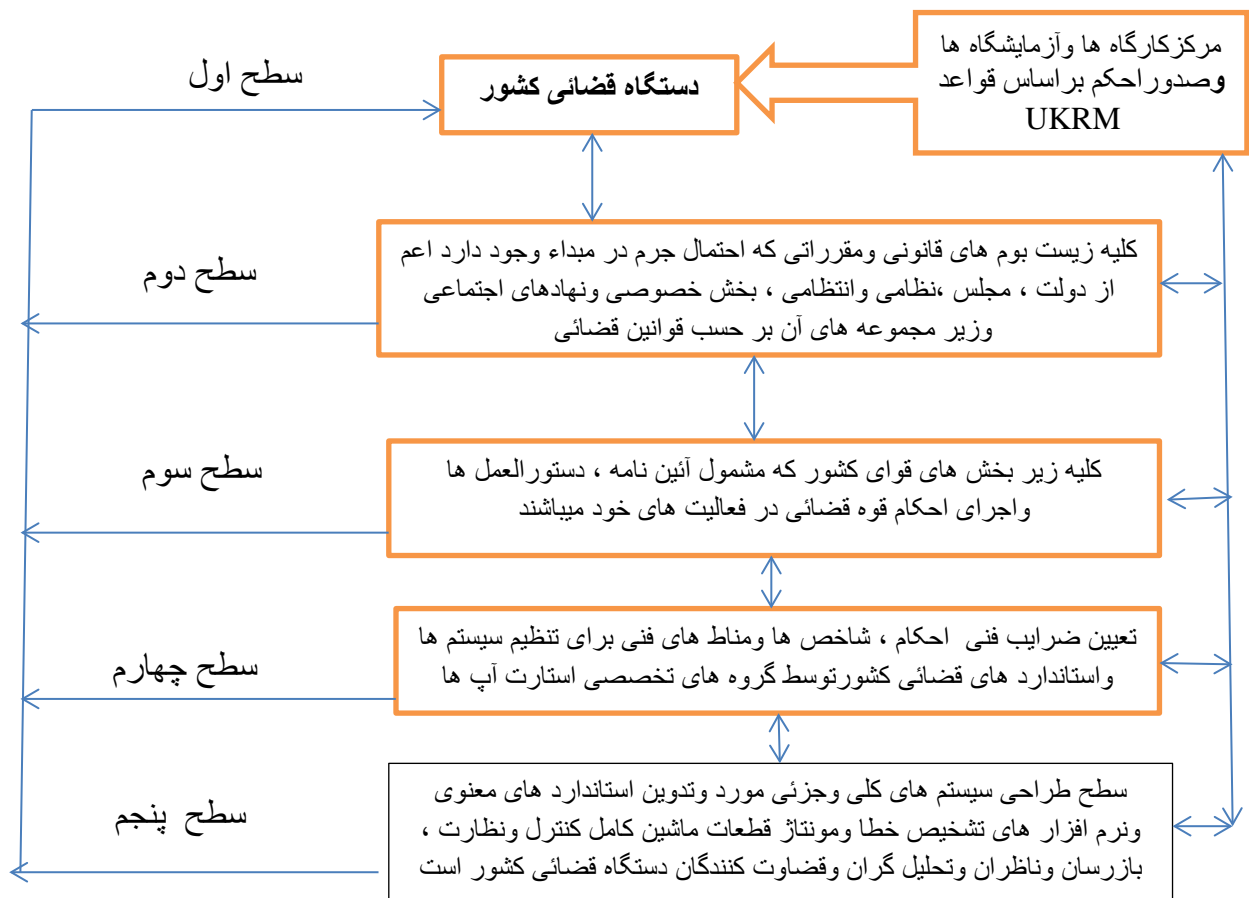 مرکزکارگاه ها وآزمایشگاه ها
وصدوراحکم براساس قواعد
UKRM
سطح اول
دستگاه قضائی کشور
سطح دوم
کلیه زیست بوم های قانونی ومقرراتی که احتمال جرم در مبداء وجود دارد اعم
از دولت ، مجلس ،نظامی وانتظامی ، بخش خصوصی ونهادهای اجتماعی
وزیر مجموعه های آن بر حسب قوانین قضائی
سطح سوم
کلیه زیر بخش های قوای کشور که مشمول آئین نامه ، دستورالعمل ها
واجرای احکام قوه قضائی در فعالیت های خود میباشند
سطح چهارم
تعیین ضرایب فنی احکام ، شاخص ها ومناط های فنی برای تنظیم سیستم ها
واستاندارد های قضائی کشورتوسط گروه های تخصصی استارت آپ ها
سطح پنجم
سطح طراحی سیستم های کلی وجزئی مورد وتدوین استاندارد های معنوی
ونرم افزار های تشخیص خطا ومونتاژ قطعات ماشین کامل کنترل ونظارت ،
بازرسان وناظران وتحلیل گران وقضاوت کنندگان دستگاه قضائی کشور است